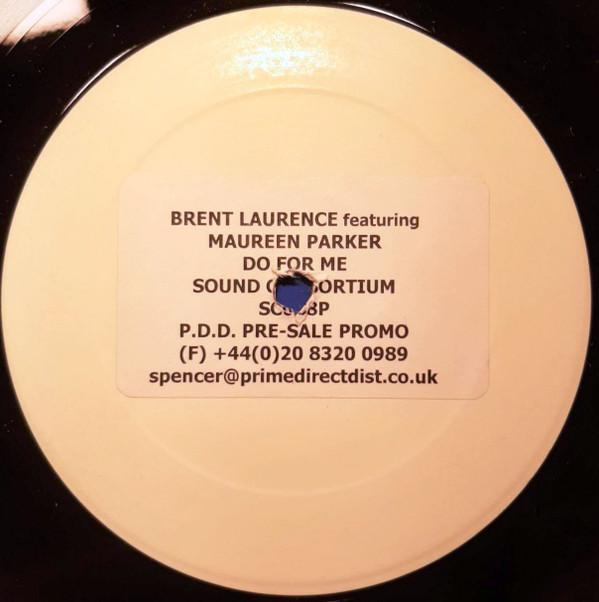 BRENT LAURENCE featuring
MAUREEN PARKER
DO FOR ME
SOUND
P.D.D. PRE-SALE PROMO
(F) +44(0)20 8320 0989
spencer@primedirectdist.co.uk